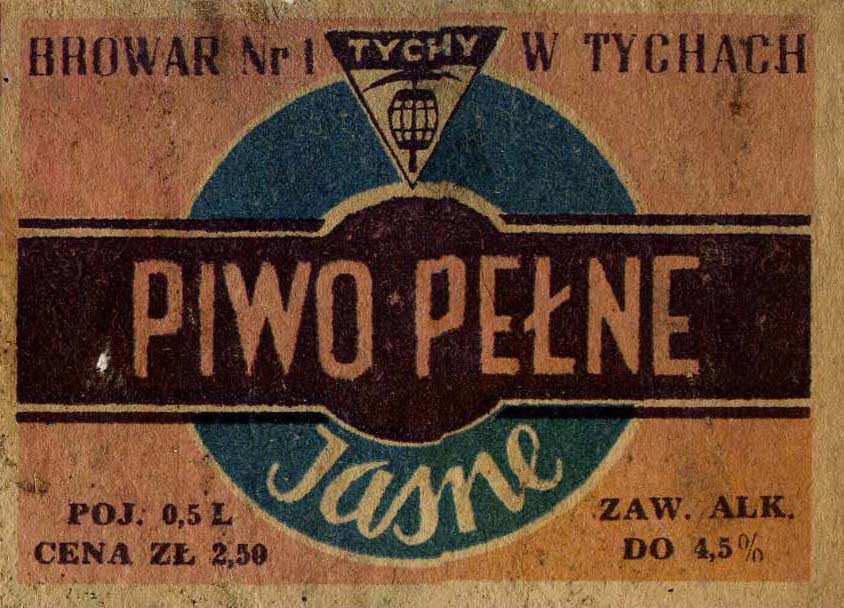 BROWAR Nr 1 TYCHY W TYCHACH
PIWO PEŁNE
Jasne
POJ. 0,5 L
CENA ZŁ 2,50
ZAW. ALK.
DO 4,5%